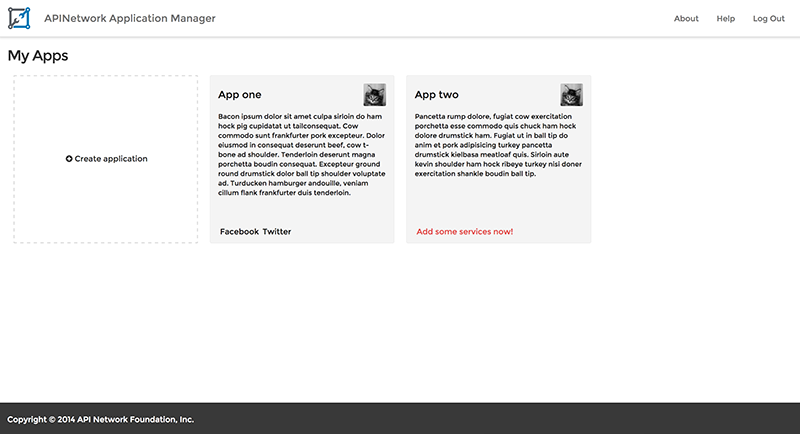 APINetwork Application Manager
About Help Log Out
My Apps
Create application
App one
Bacon ipsum dolor sit amet culpa sirloin do ham
hock pig cupidatat ut tailconsequat. Cow
commodo sunt frankfurter pork excepteur. Dolor
eiusmod in consequat deserunt beef, cow t-
bone ad shoulder. Tenderloin deserunt magna
porchetta boudin consequat. Excepteur ground
round drumstick dolor ball tip shoulder voluptate
ad. Turducken hamburger andouille, veniam
cillum flank frankfurter duis tenderloin.
Facebook Twitter
App two
Pancetta rump dolore, fugiat cow exercitation
porchetta esse commodo quis chuck ham hock
dolore drumstick ham. Fugiat ut in ball tip do
anim et pork adipisicing turkey pancetta
drumstick kielbasa meatloaf quis. Sirloin aute
kevin shoulder ham hock ribeye turkey nisi doner
exercitation shankle boudin ball tip.
Add some services now!
Copyright © 2014 API Network Foundation, Inc.